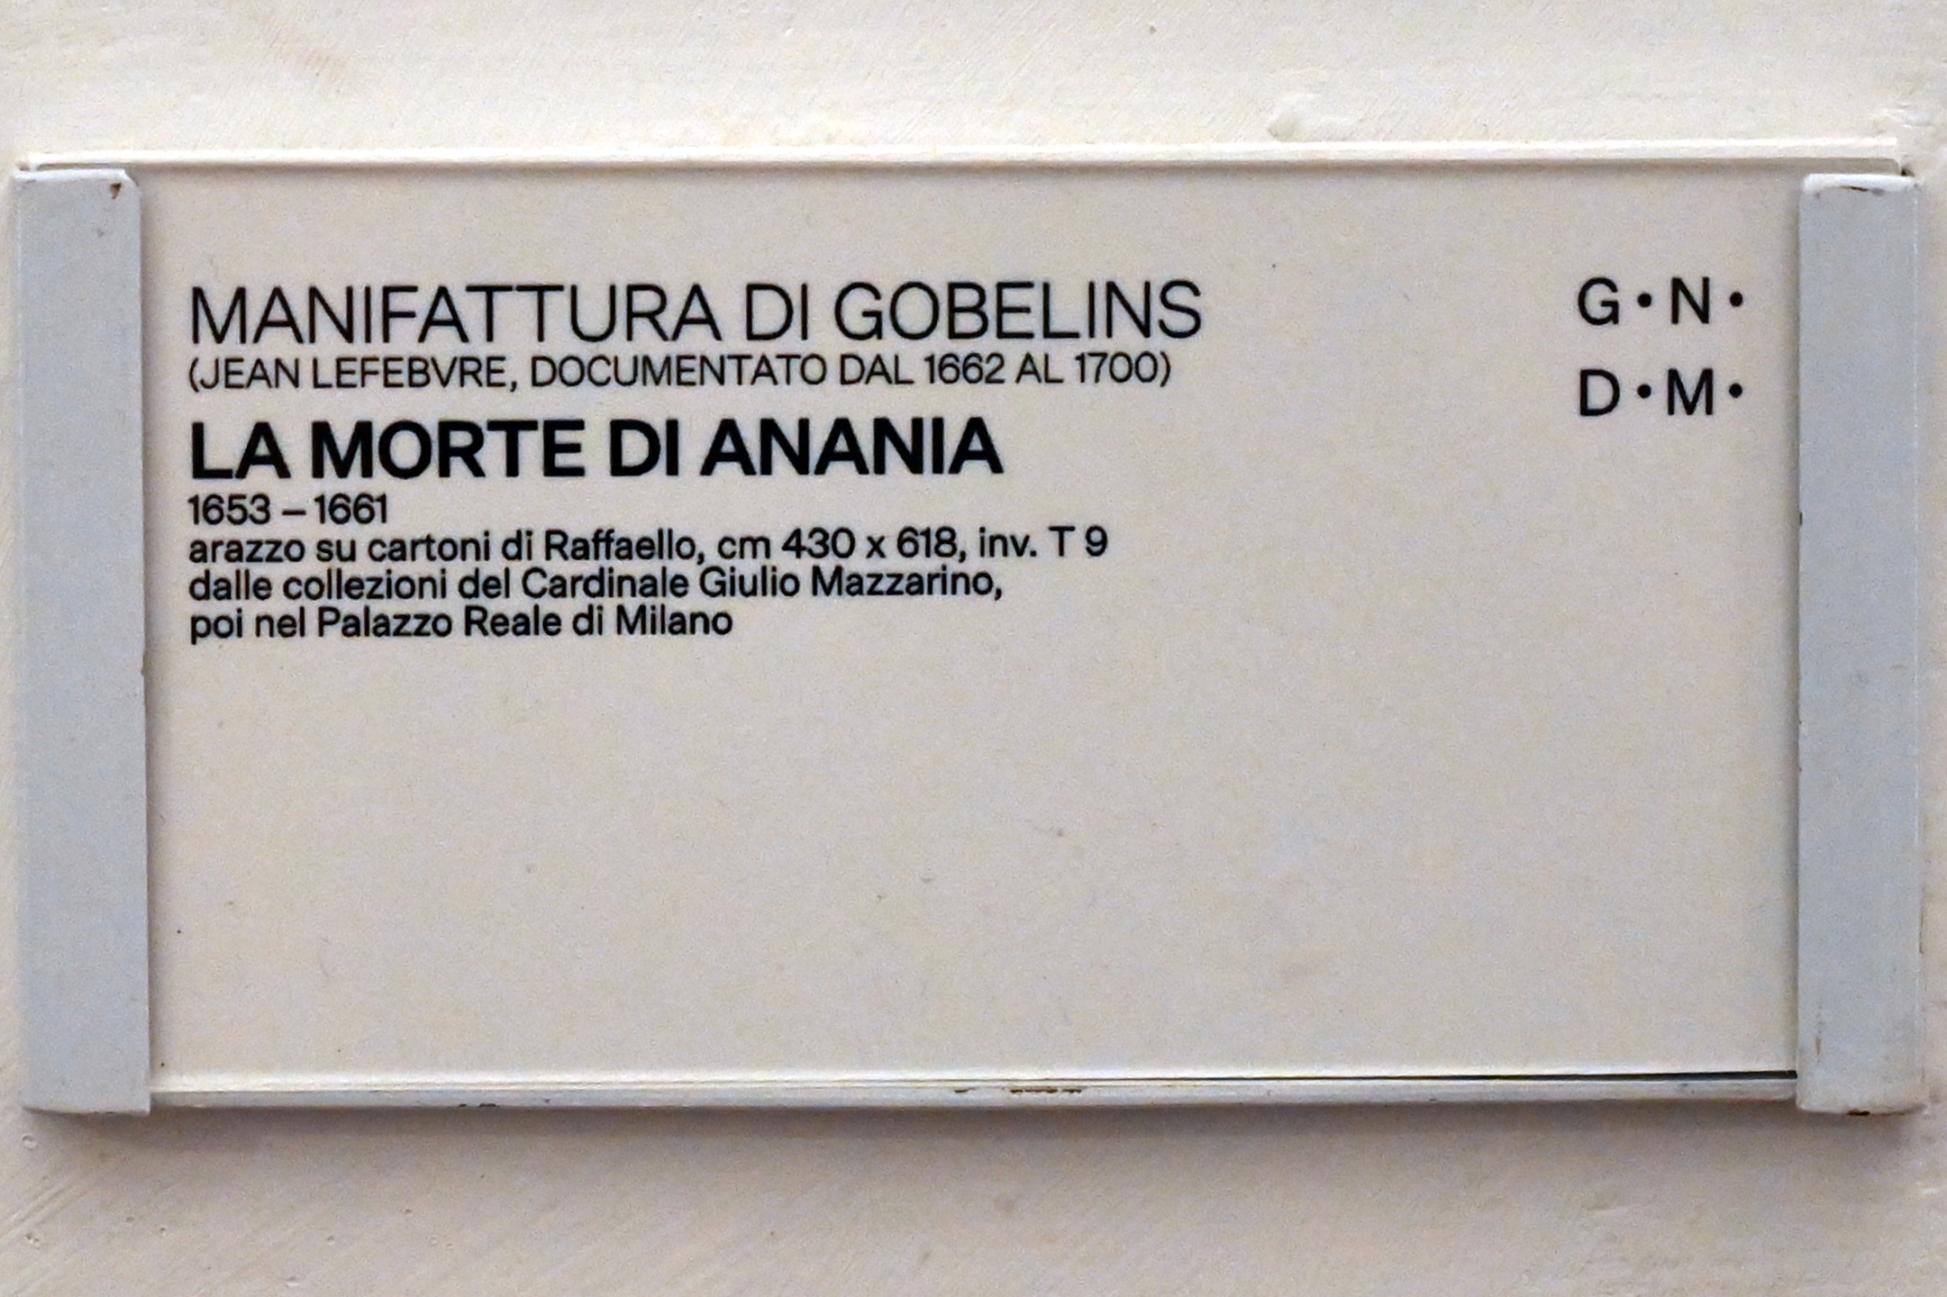 MANIFATTURA DI GOBELINS
(JEAN LEFEBVRE, DOCUMENTATO DAL 1662 AL 1700)
LA MORTE DI ANANIA
1653 – 1661
arazzo su cartoni di Raffaello, cm 430 x 618, inv. T 9
dalle collezioni del Cardinale Giulio Mazzarino,
poi nel Palazzo Reale di Milano
G•N•
D•M•